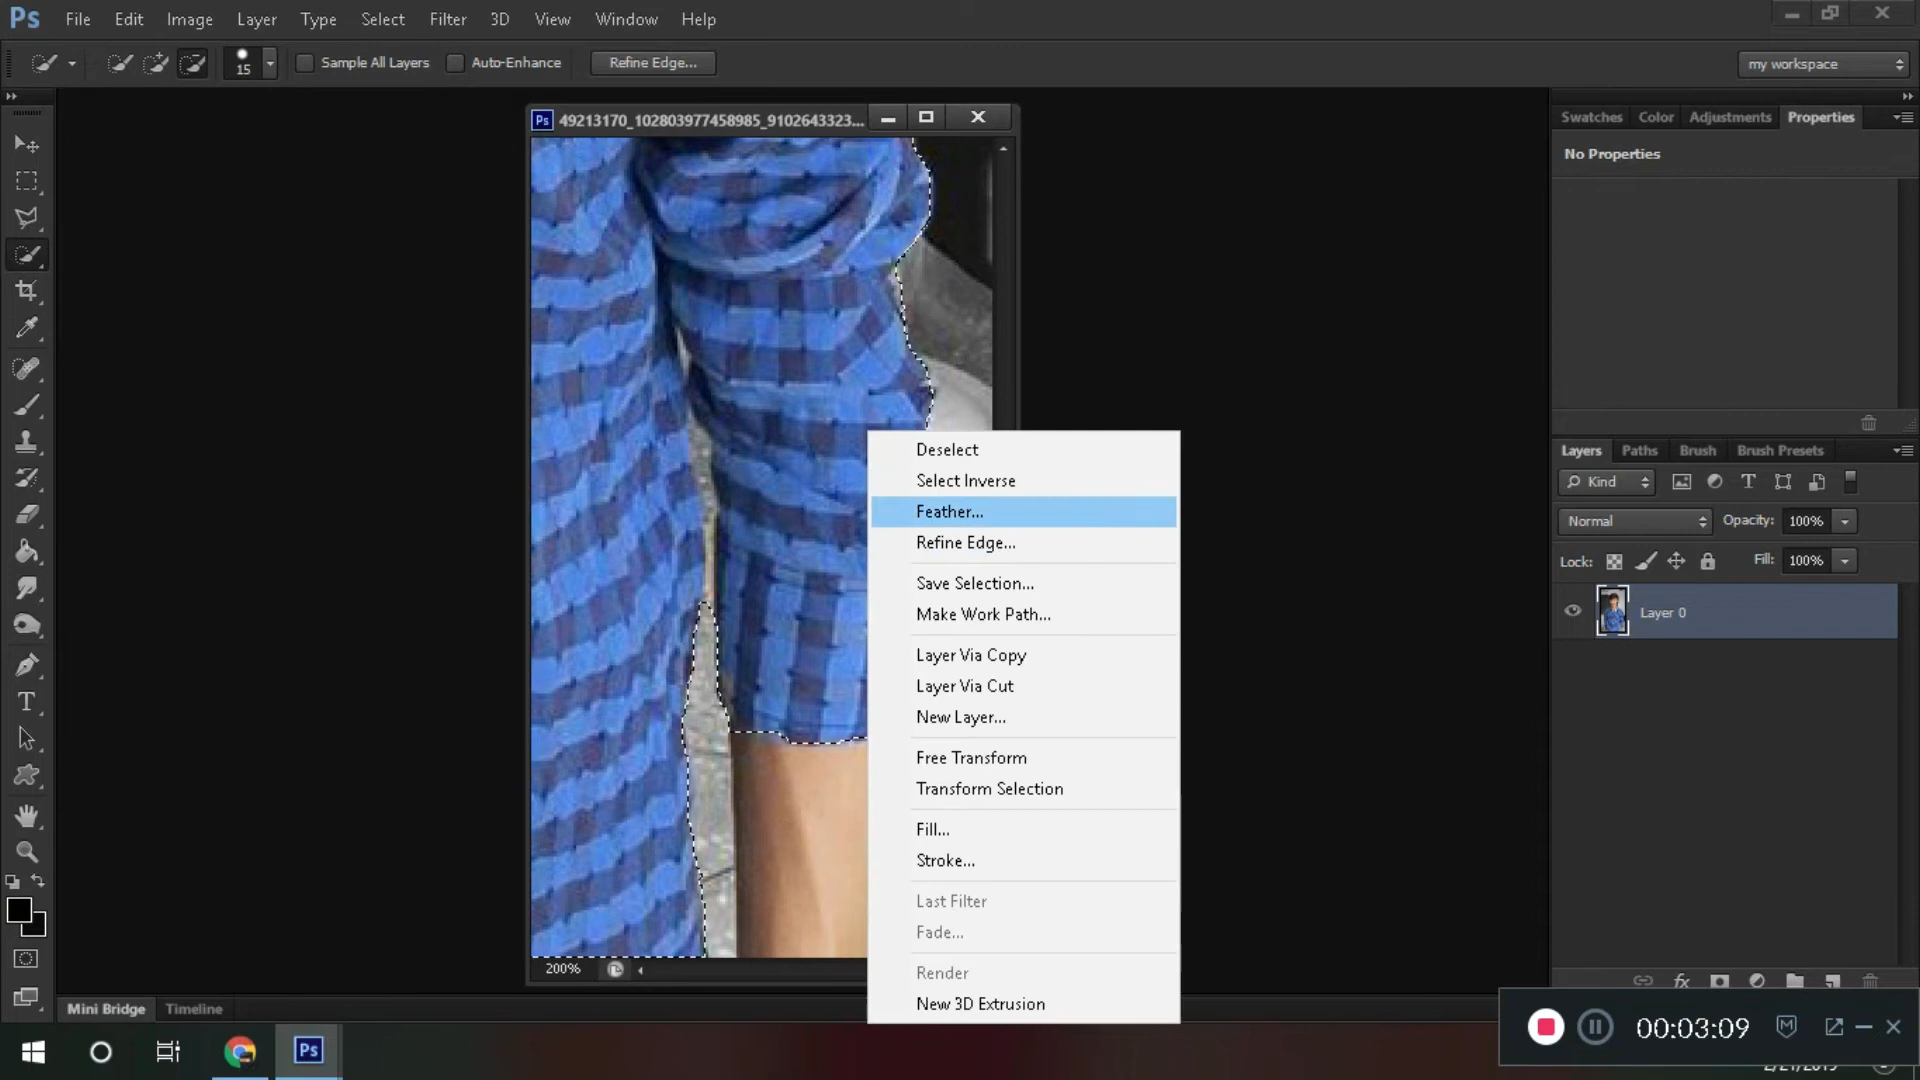 Ps File Edit Image Layer Type Select Filter 3D View Window Help
15 Sample All Layers Auto-Enhance Refine Edge... my workspace
Ps 49213170_102803977458985_9102643323...
Swatches Color Adjustments Properties
No Properties
Deselect
Select Inverse
Feather...
Refine Edge...
Save Selection...
Make Work Path...
Layer Via Copy
Layer Via Cut
New Layer...
Free Transform
Transform Selection
Fill...
Stroke...
Last Filter
Fade...
Render
New 3D Extrusion
Layers Paths Brush Brush Presets
Kind
Normal Opacity: 100%
Lock: Fill: 100%
Layer 0
fx
200%
Mini Bridge Timeline
Ps
00:03:09